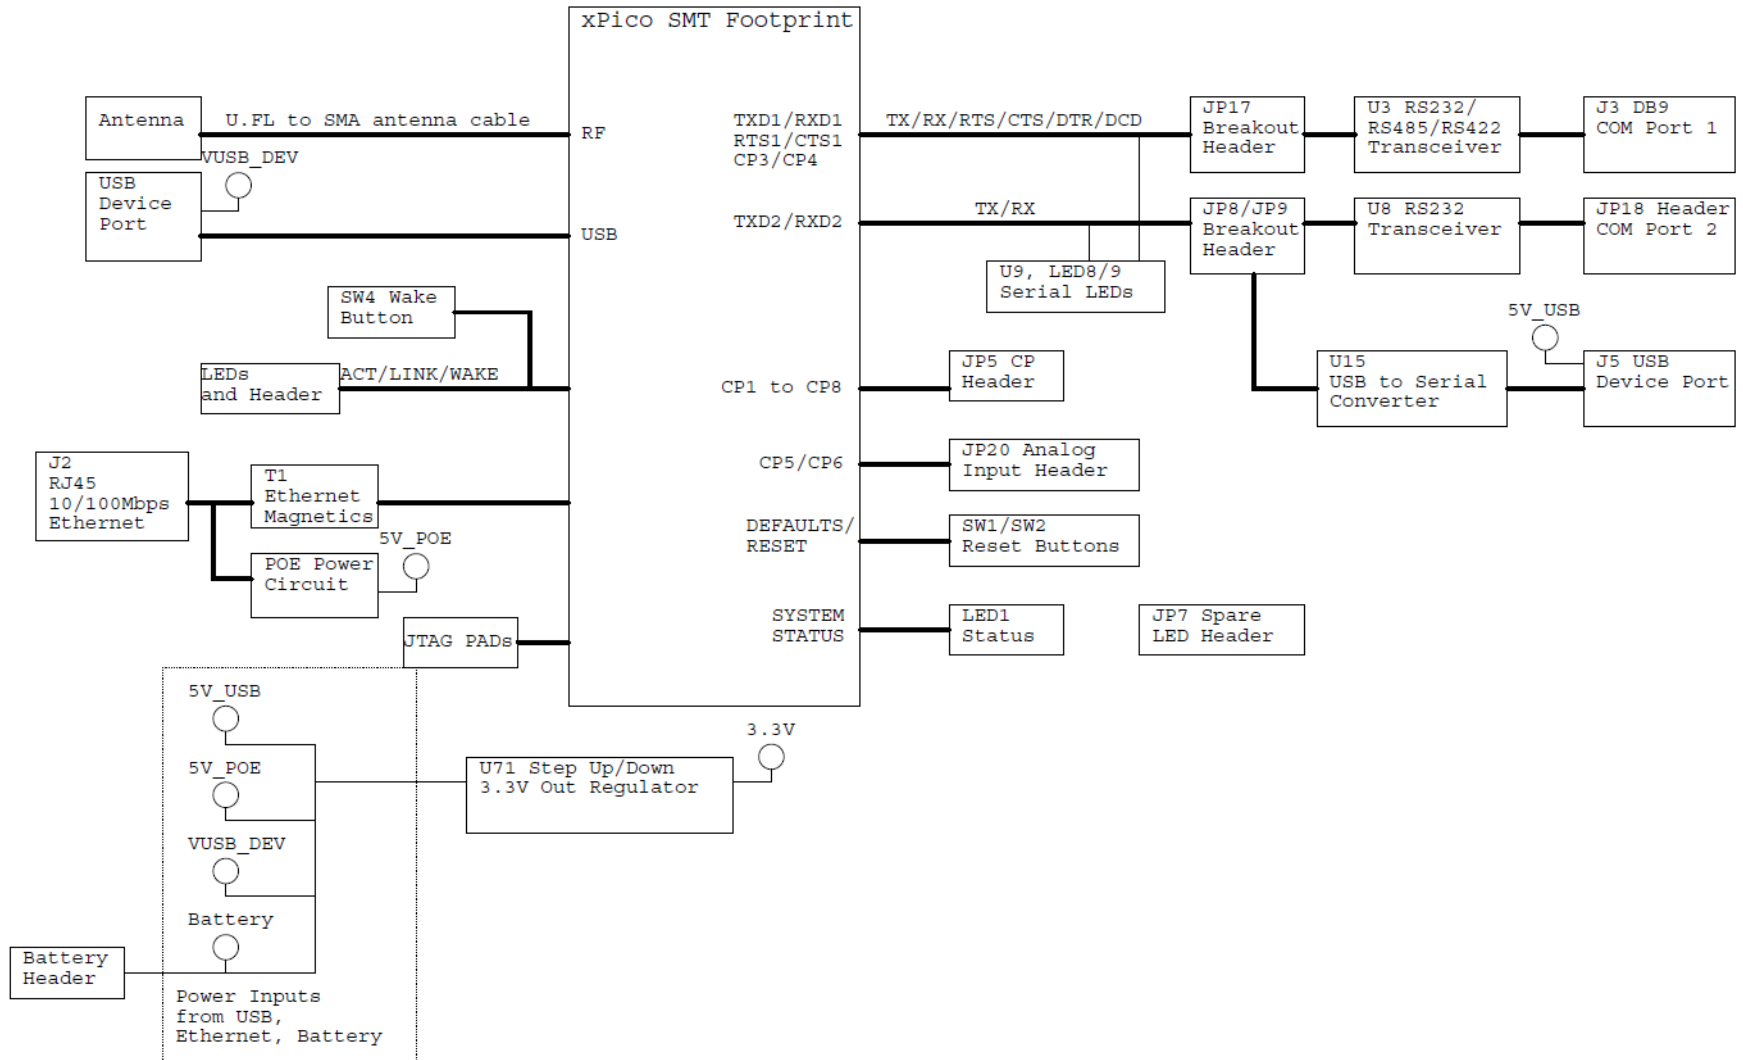 xPico SMT Footprint
Antenna
U.FL to SMA antenna cable
RF
VUSB_DEV
USB
Device
Port
USB
SW4 Wake
Button
LEDs
and Header
ACT/LINK/WAKE
J2
RJ45
10/100Mbps
Ethernet
T1
Ethernet
Magnetics
5V_POE
POE Power
Circuit
JTAG PADs
TXD1/RXD1
RTS1/CTS1
CP3/CP4
TX/RX/RTS/CTS/DTR/DCD
JP17
Breakout
Header
U3 RS232/
RS485/RS422
Transceiver
J3 DB9
COM Port 1
TXD2/RXD2
TX/RX
JP8/JP9
Breakout
Header
U8 RS232
Transceiver
JP18 Header
COM Port 2
U9, LED8/9
Serial LEDs
5V_USB
U15
USB to Serial
Converter
J5 USB
Device Port
CP1 to CP8
JP5 CP
Header
CP5/CP6
JP20 Analog
Input Header
DEFAULTS/
RESET
SW1/SW2
Reset Buttons
SYSTEM
STATUS
LED1
Status
JP7 Spare
LED Header
5V_USB
5V_POE
VUSB_DEV
Battery
Battery
Header
Power Inputs
from USB,
Ethernet, Battery
U71 Step Up/Down
3.3V Out Regulator
3.3V